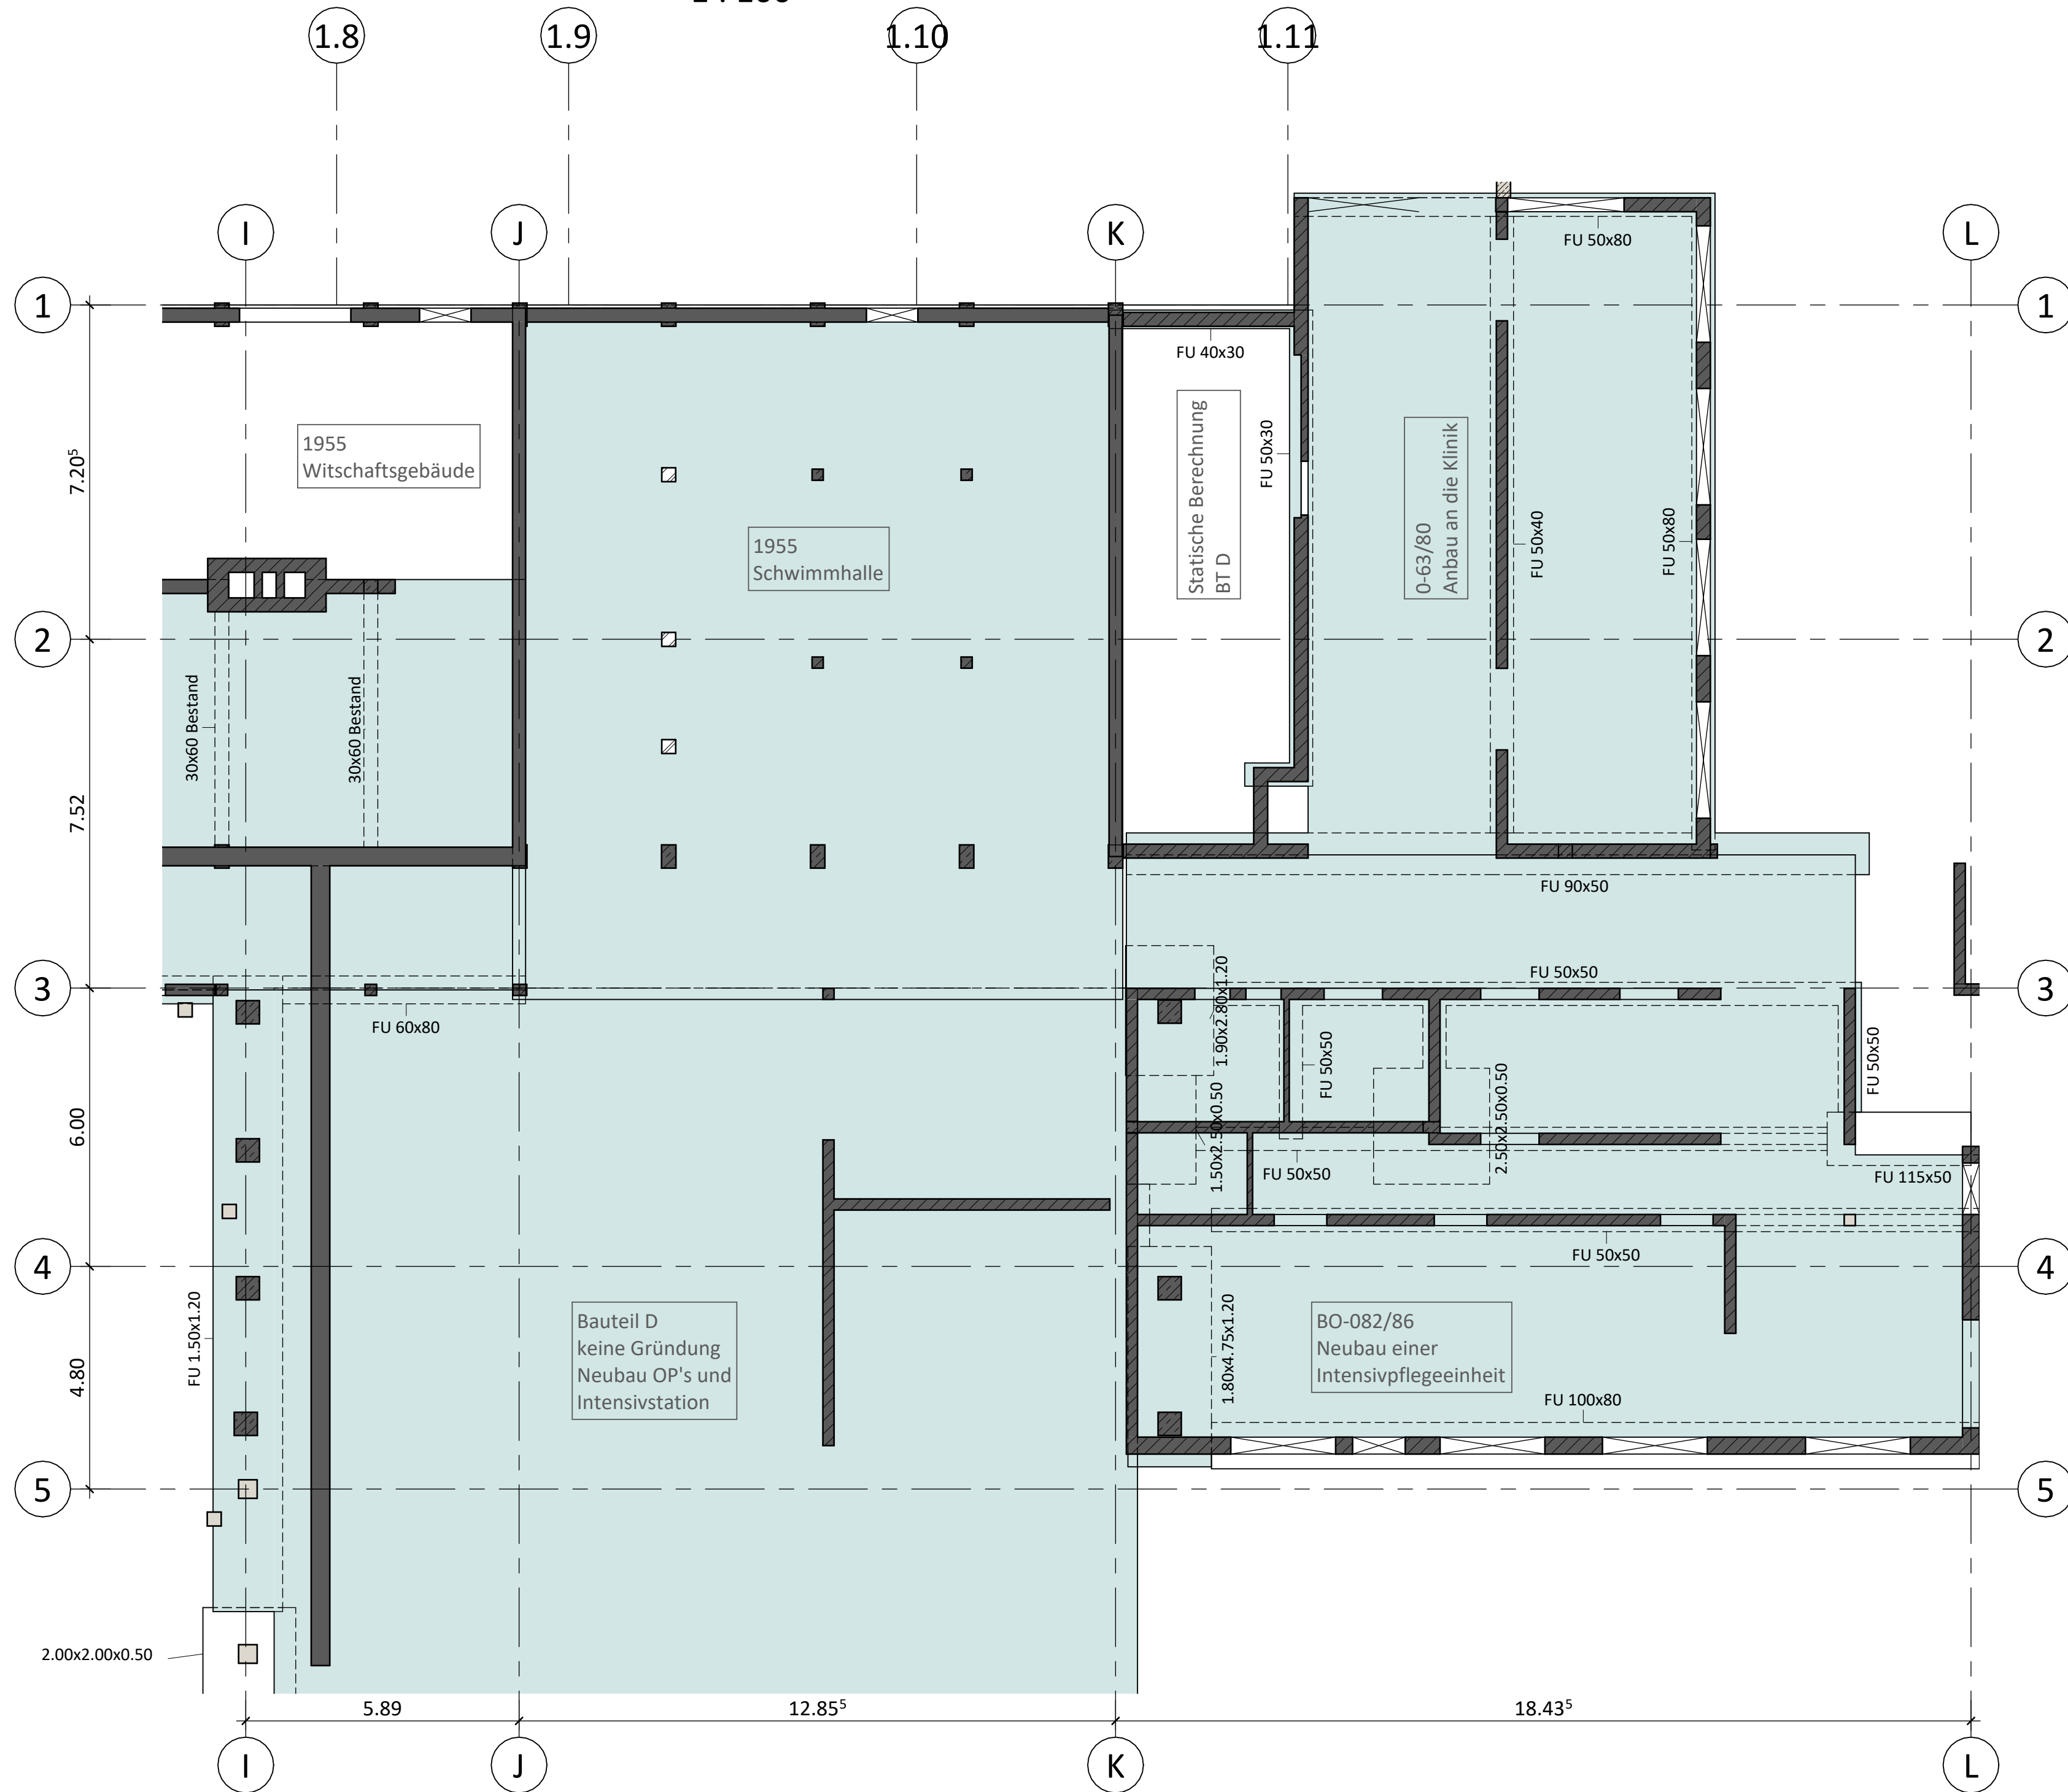 1.8
1.9
1.10
1.11
I
J
K
L
1
1
FU 50x80
FU 40x30
1955
Witschaftsgebäude
7.20⁵
FU 50x30
Statische Berechnung
BT D
0-63/80
Anbau an die Klinik
FU 50x40
FU 50x80
1955
Schwimmhalle
2
2
30x60 Bestand
30x60 Bestand
7.52
FU 90x50
3
3
FU 50x50
FU 60x80
1.90x2.80x1.20
FU 50x50
FU 50x50
6.00
1.50x2.50x0.50
2.50x2.50x0.50
FU 50x50
FU 115x50
FU 50x50
4
4
FU 1.50x1.20
4.80
Bauteil D
keine Gründung
Neubau OP's und
Intensivstation
1.80x4.75x1.20
BO-082/86
Neubau einer
Intensivpflegeeinheit
FU 100x80
5
5
2.00x2.00x0.50
5.89
12.85⁵
18.43⁵
I
J
K
L